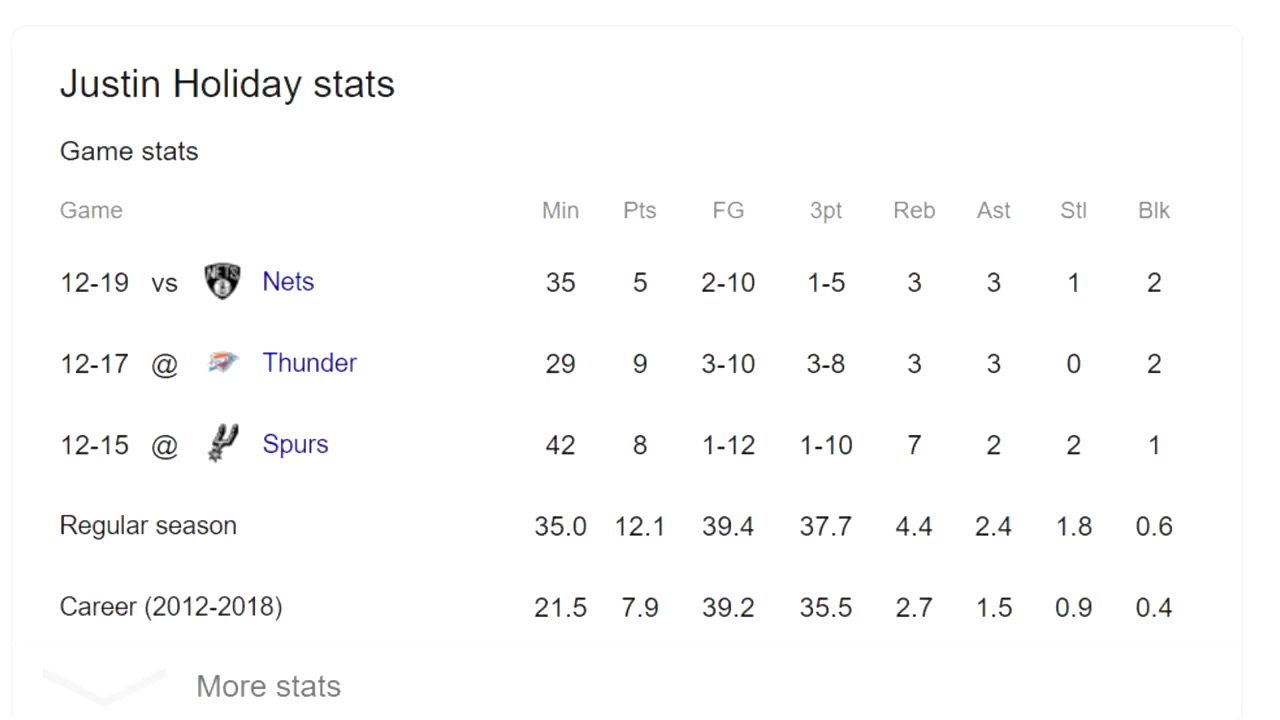 Justin Holiday stats
Game stats
Game Min Pts FG 3pt Reb Ast Stl Blk
12-19 vs NETS Nets 35 5 2-10 1-5 3 3 1 2
12-17 @ Thunder 29 9 3-10 3-8 3 3 0 2
12-15 @ Spurs 42 8 1-12 1-10 7 2 2 1
Regular season 35.0 12.1 39.4 37.7 4.4 2.4 1.8 0.6
Career (2012-2018) 21.5 7.9 39.2 35.5 2.7 1.5 0.9 0.4
More stats